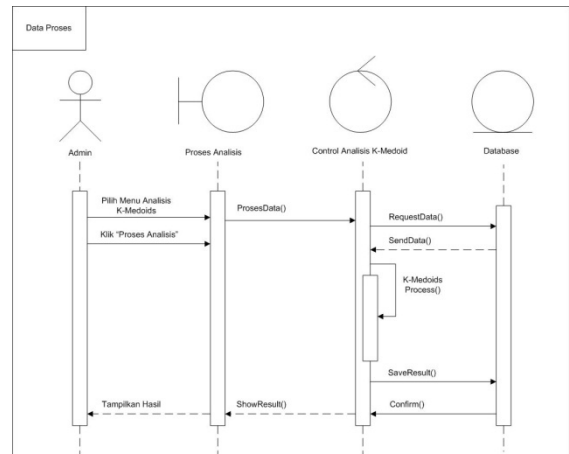 Data Proses
Admin
Proses Analisis
Control Analisis K-Medoid
Database
Pilih Menu Analisis
K-Medoids
ProsesData()
RequestData()
Klik "Proses Analisis"
SendData()
K-Medoids
Process()
SaveResult()
Tampilkan Hasil
ShowResult()
Confirm()